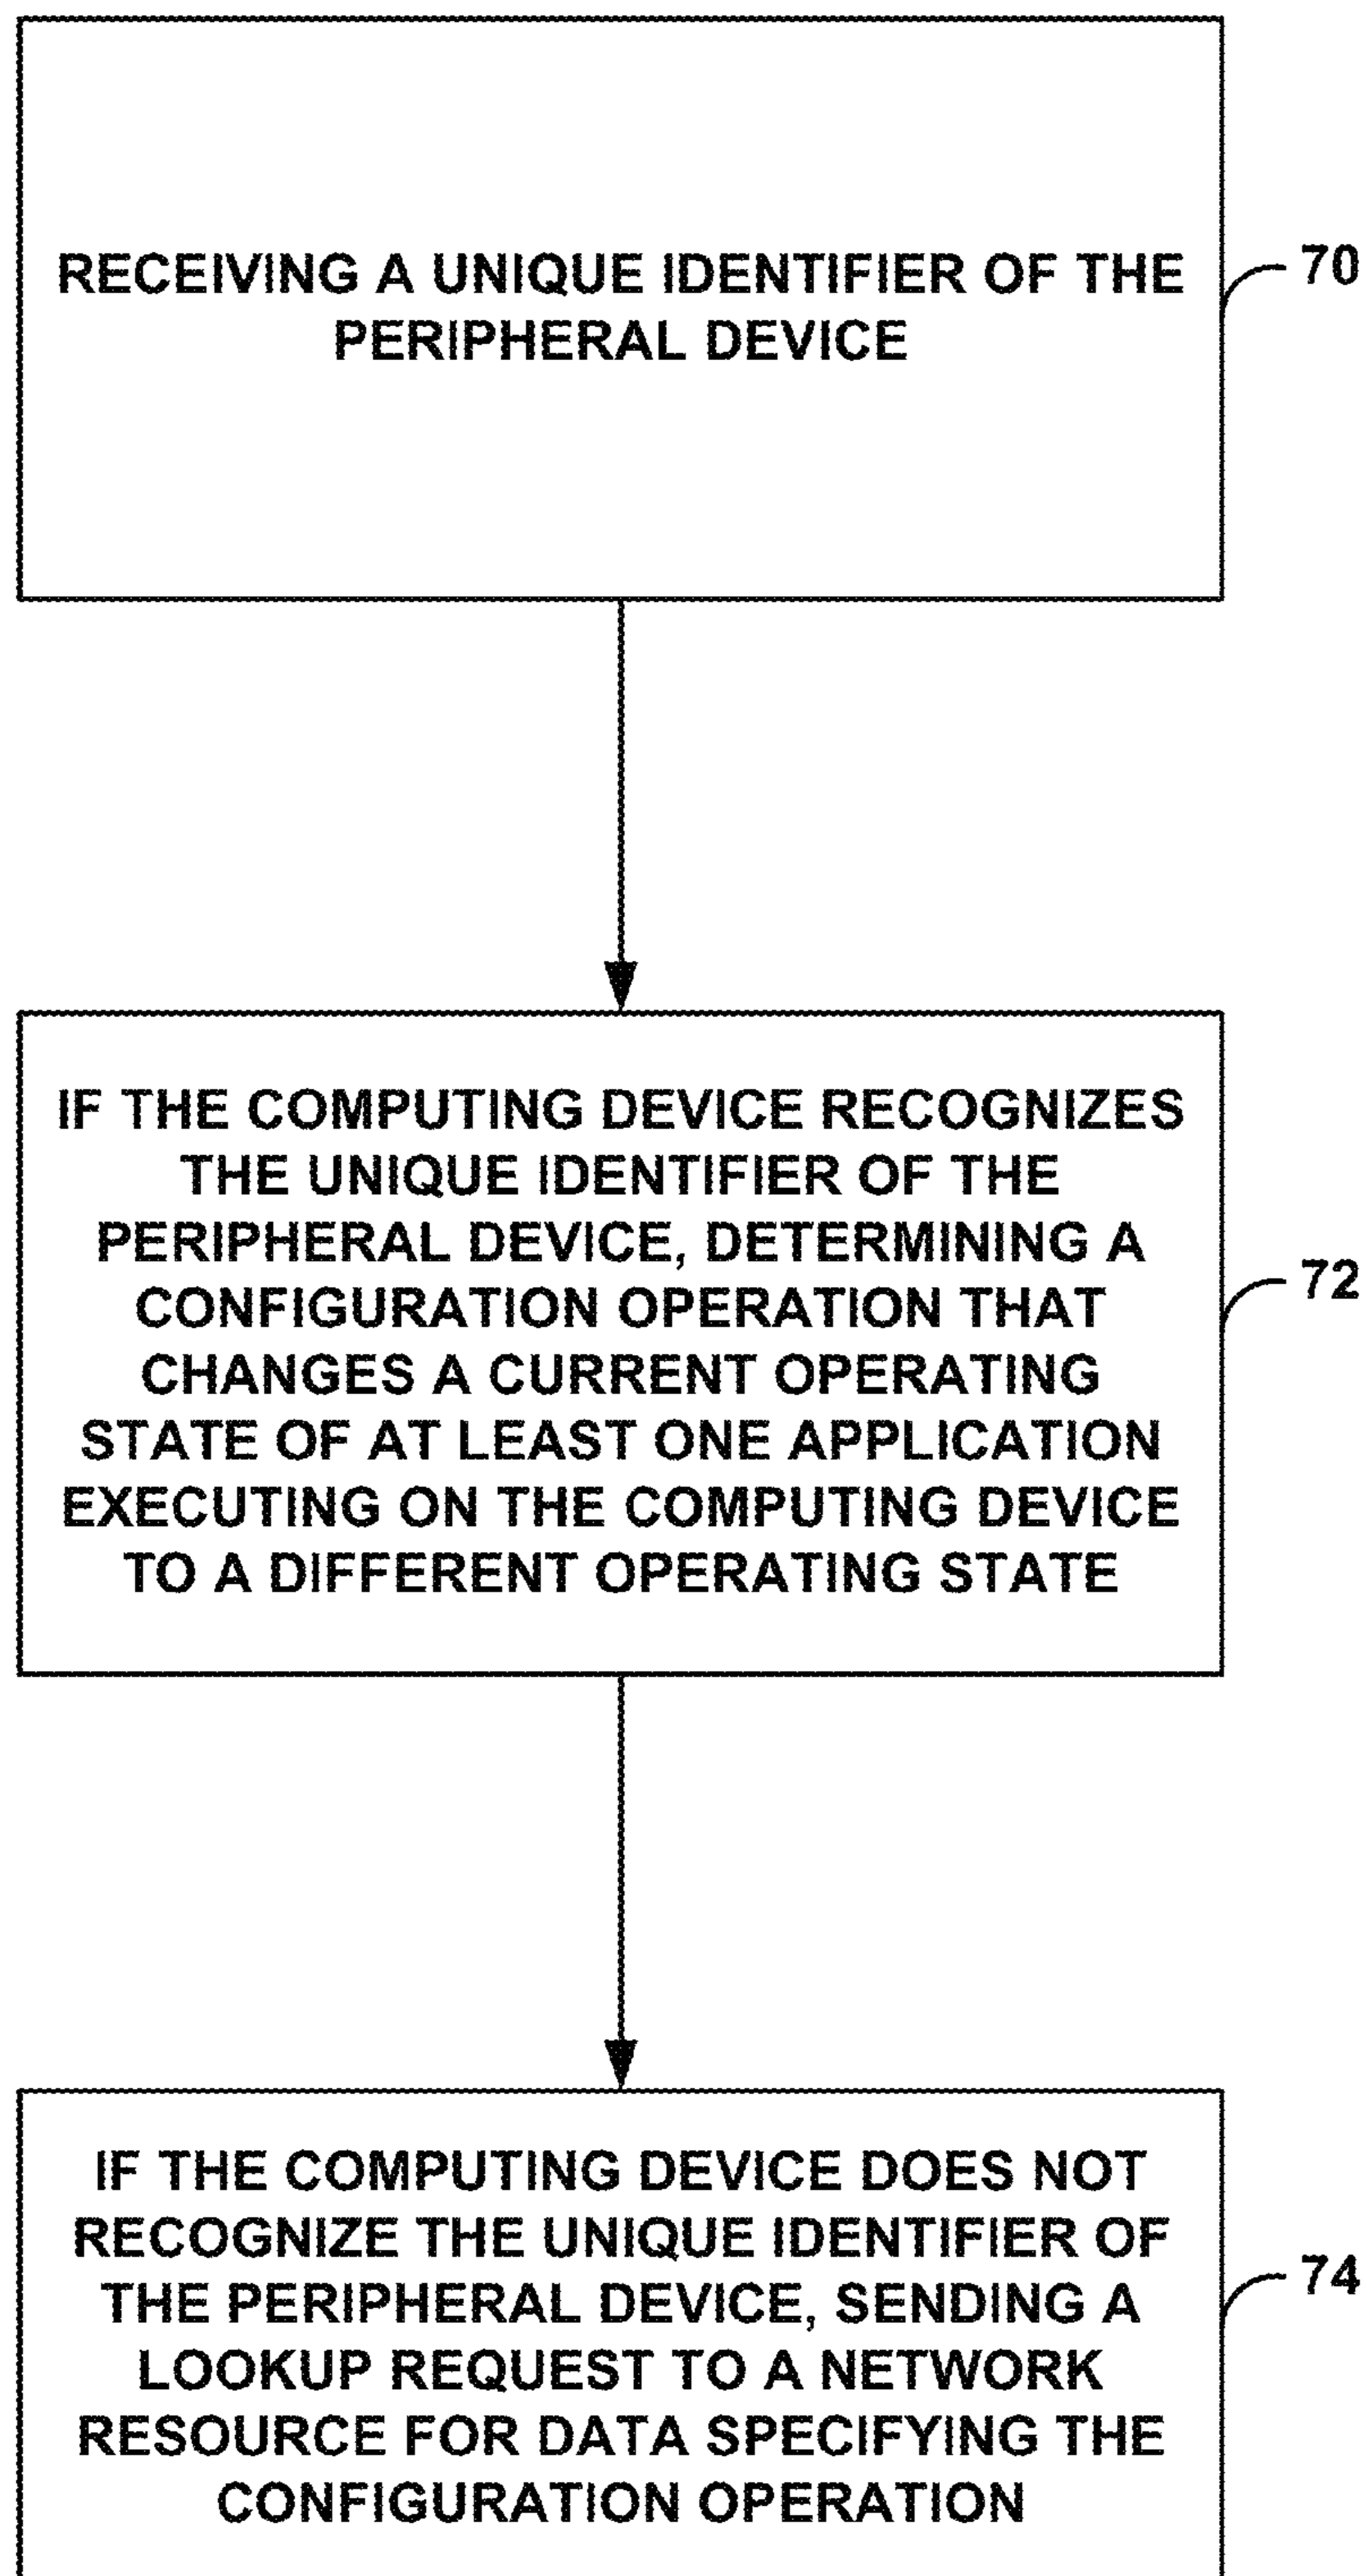 RECEIVING A UNIQUE IDENTIFIER OF THE
PERIPHERAL DEVICE
70
IF THE COMPUTING DEVICE RECOGNIZES
THE UNIQUE IDENTIFIER OF THE
PERIPHERAL DEVICE, DETERMINING A
CONFIGURATION OPERATION THAT
CHANGES A CURRENT OPERATING
STATE OF AT LEAST ONE APPLICATION
EXECUTING ON THE COMPUTING DEVICE
TO A DIFFERENT OPERATING STATE
72
IF THE COMPUTING DEVICE DOES NOT
RECOGNIZE THE UNIQUE IDENTIFIER OF
THE PERIPHERAL DEVICE, SENDING A
LOOKUP REQUEST TO A NETWORK
RESOURCE FOR DATA SPECIFYING THE
CONFIGURATION OPERATION
74